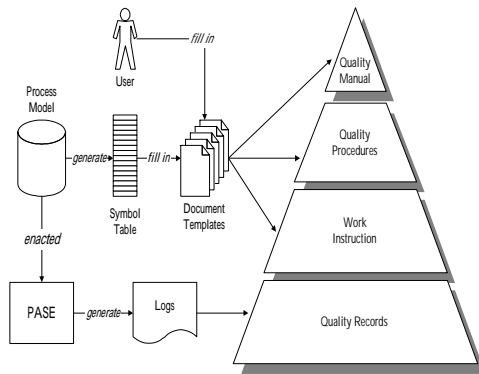 fill in
User
Quality
Manual
Process
Model
generate
fill in
Quality
Procedures
Symbol
Table
Document
Templates
Work
Instruction
enacted
PASE
generate
Logs
Quality Records